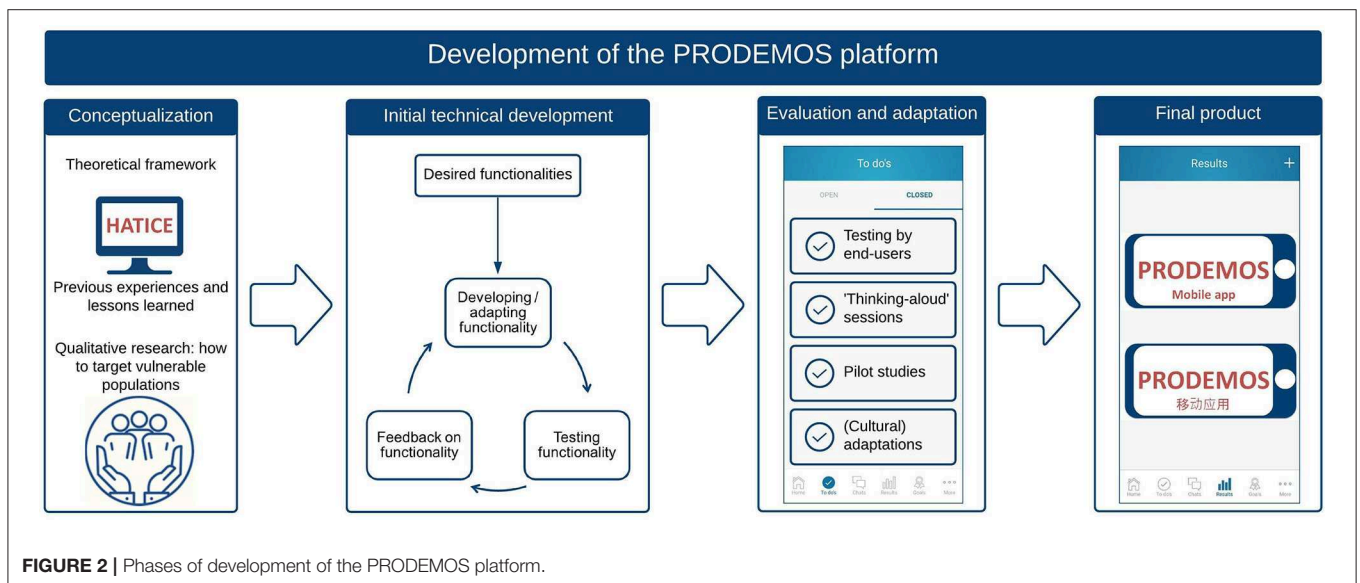 Development of the PRODEMOS platform
Conceptualization
Theoretical framework
HATICE
Previous experiences and
lessons learned
Qualitative research: how
to target vulnerable
populations
Initial technical development
Desired functionalities
Developing /
adapting
functionality
Feedback on
functionality
Testing
functionality
Evaluation and adaptation
To do's
OPEN
CLOSED
Testing by
end-users
'Thinking-aloud'
sessions
Pilot studies
(Cultural)
adaptations
Home
To do's
Chats
Results
Goals
More
Final product
Results
+
PRODEMOS
Mobile app
PRODEMOS
移动应用
Home
To do's
Chats
Results
Goals
More
FIGURE 2 | Phases of development of the PRODEMOS platform.